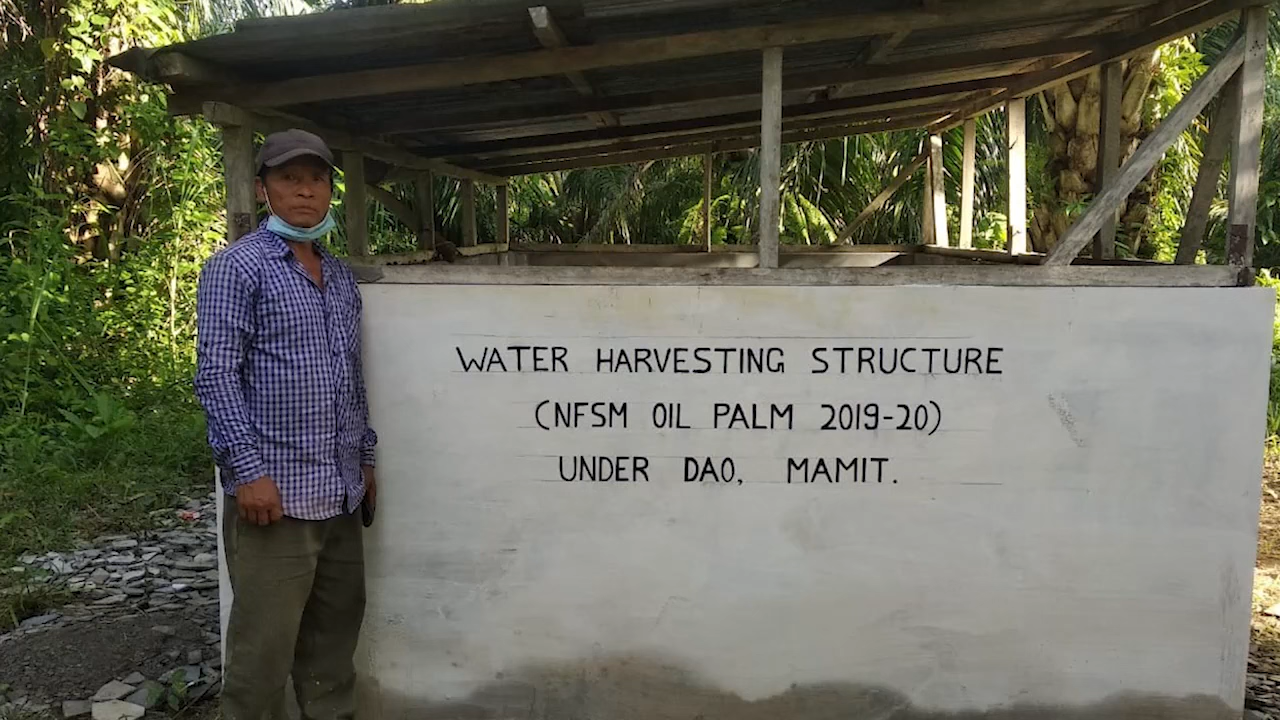 WATER HARVESTING STRUCTURE
(NFSM OIL PALM 2019-20)
UNDER DAO, MAMIT.